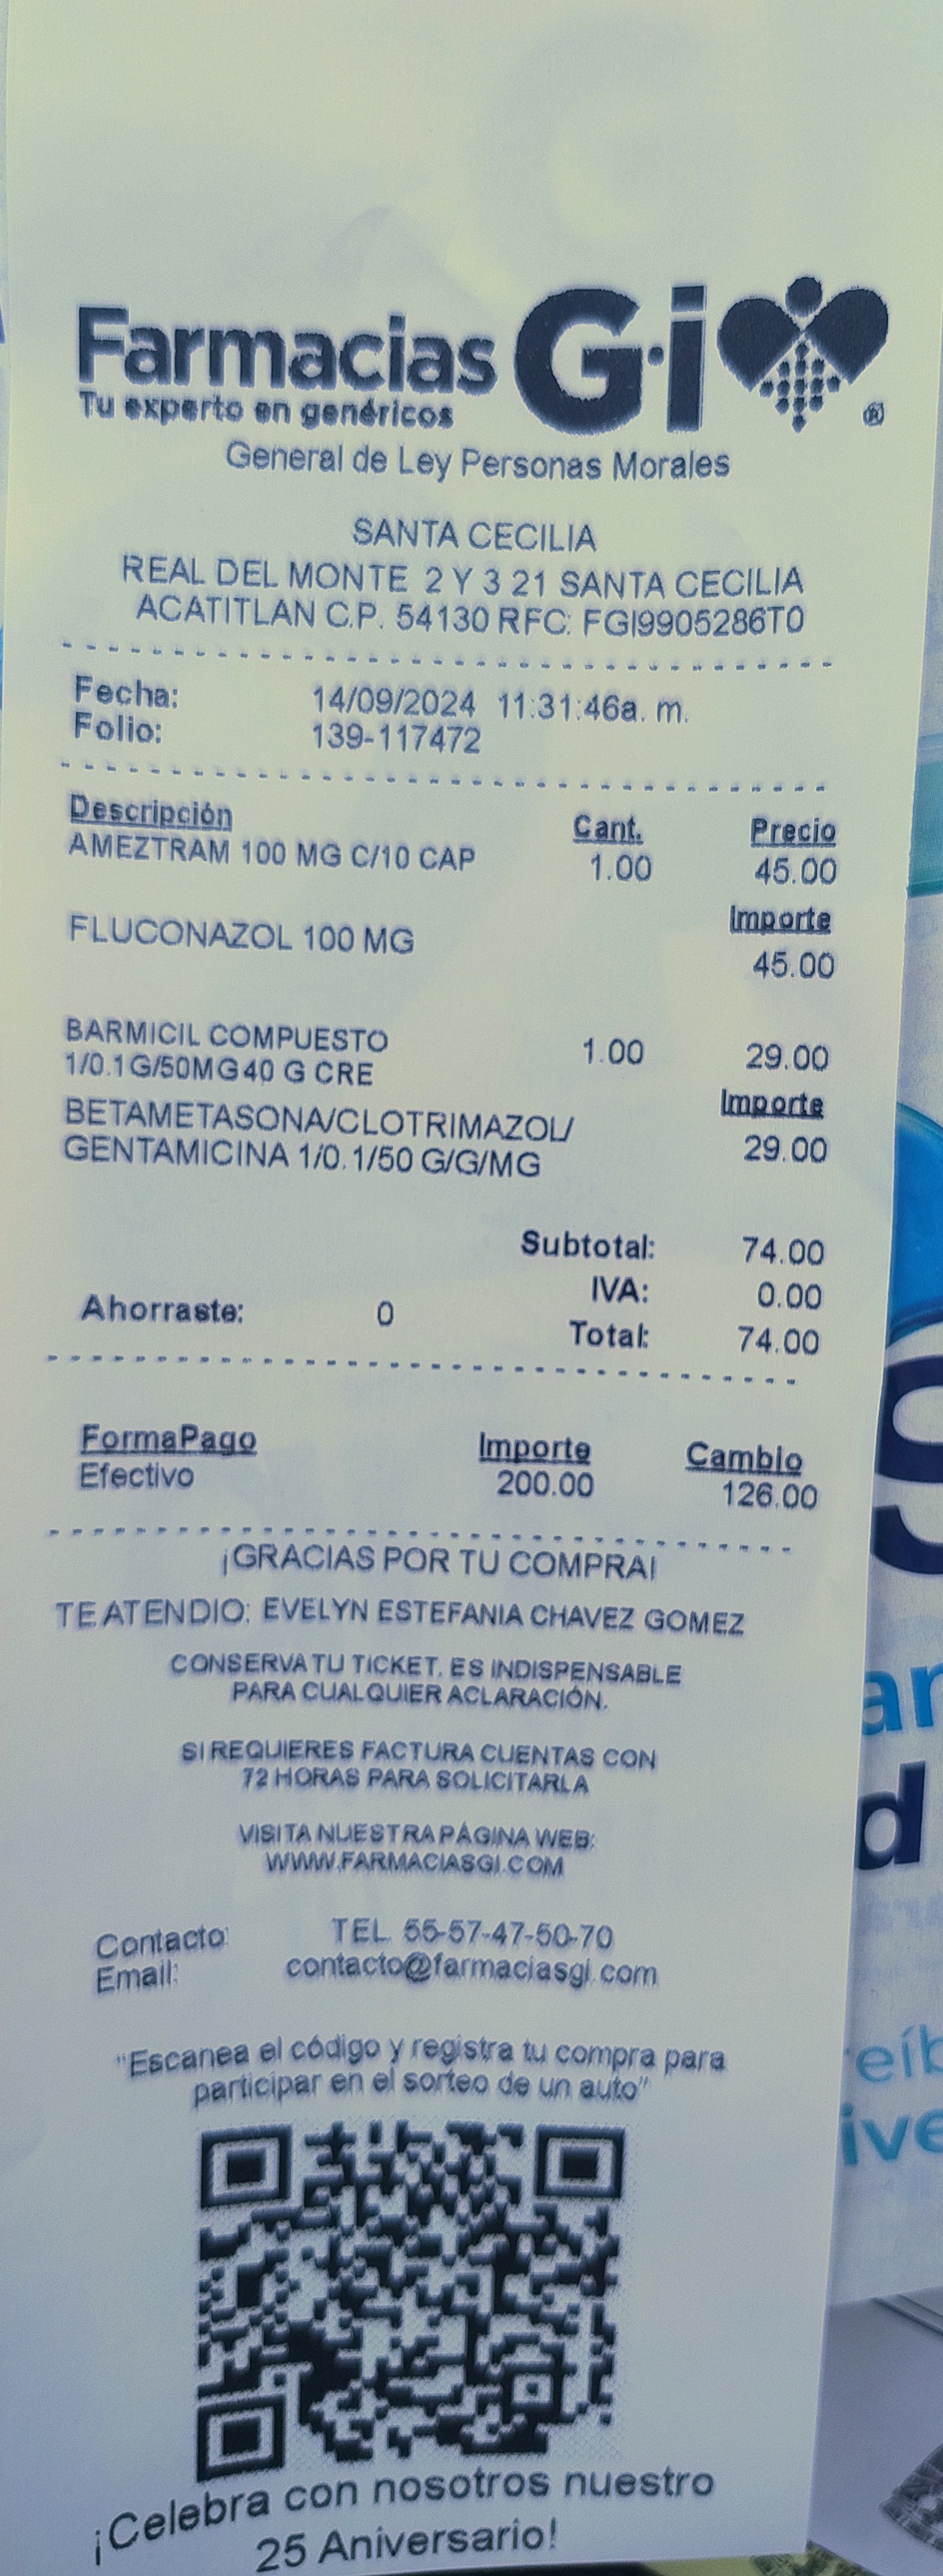 Farmacias G·i ®
Tu experto en genéricos
General de Ley Personas Morales
SANTA CECILIA
REAL DEL MONTE 2 Y 3 21 SANTA CECILIA
ACATITLAN C.P. 54130 RFC: FGI9905286T0
Fecha: 14/09/2024 11:31:46a. m.
Folio: 139-117472
Descripción Cant. Precio
AMEZTRAM 100 MG C/10 CAP 1.00 45.00
Importe
FLUCONAZOL 100 MG 45.00
BARMICIL COMPUESTO 1.00 29.00
1/0.1G/50MG40 G CRE
Importe
BETAMETASONA/CLOTRIMAZOL/
GENTAMICINA 1/0.1/50 G/G/MG 29.00
Subtotal: 74.00
IVA: 0.00
Ahorraste: 0 Total: 74.00
FormaPago Importe Cambio
Efectivo 200.00 126.00
¡GRACIAS POR TU COMPRA!
TE ATENDIO: EVELYN ESTEFANIA CHAVEZ GOMEZ
CONSERVA TU TICKET. ES INDISPENSABLE
PARA CUALQUIER ACLARACIÓN.
SI REQUIERES FACTURA CUENTAS CON
72 HORAS PARA SOLICITARLA
VISITA NUESTRA PÁGINA WEB:
WWW.FARMACIASGI.COM
Contacto: TEL. 55-57-47-50-70
Email: contacto@farmaciasgi.com
"Escanea el código y registra tu compra para
participar en el sorteo de un auto"
¡Celebra con nosotros nuestro
25 Aniversario!